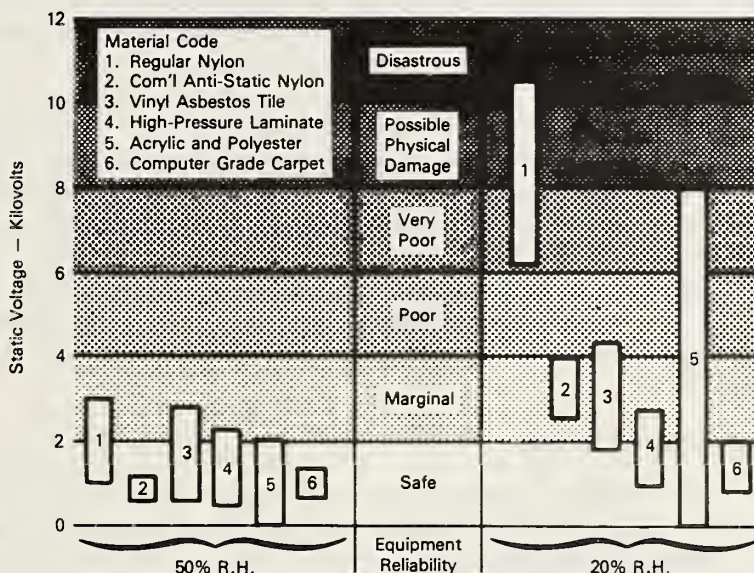 12
10
8
6
4
2
0
Static Voltage — Kilovolts
Material Code
1. Regular Nylon
2. Com'l Anti-Static Nylon
3. Vinyl Asbestos Tile
4. High-Pressure Laminate
5. Acrylic and Polyester
6. Computer Grade Carpet
Disastrous
Possible
Physical
Damage
Very
Poor
Poor
Marginal
Safe
Equipment
Reliability
1
2
3
4
5
6
50% R.H.
1
2
3
4
5
6
20% R.H.